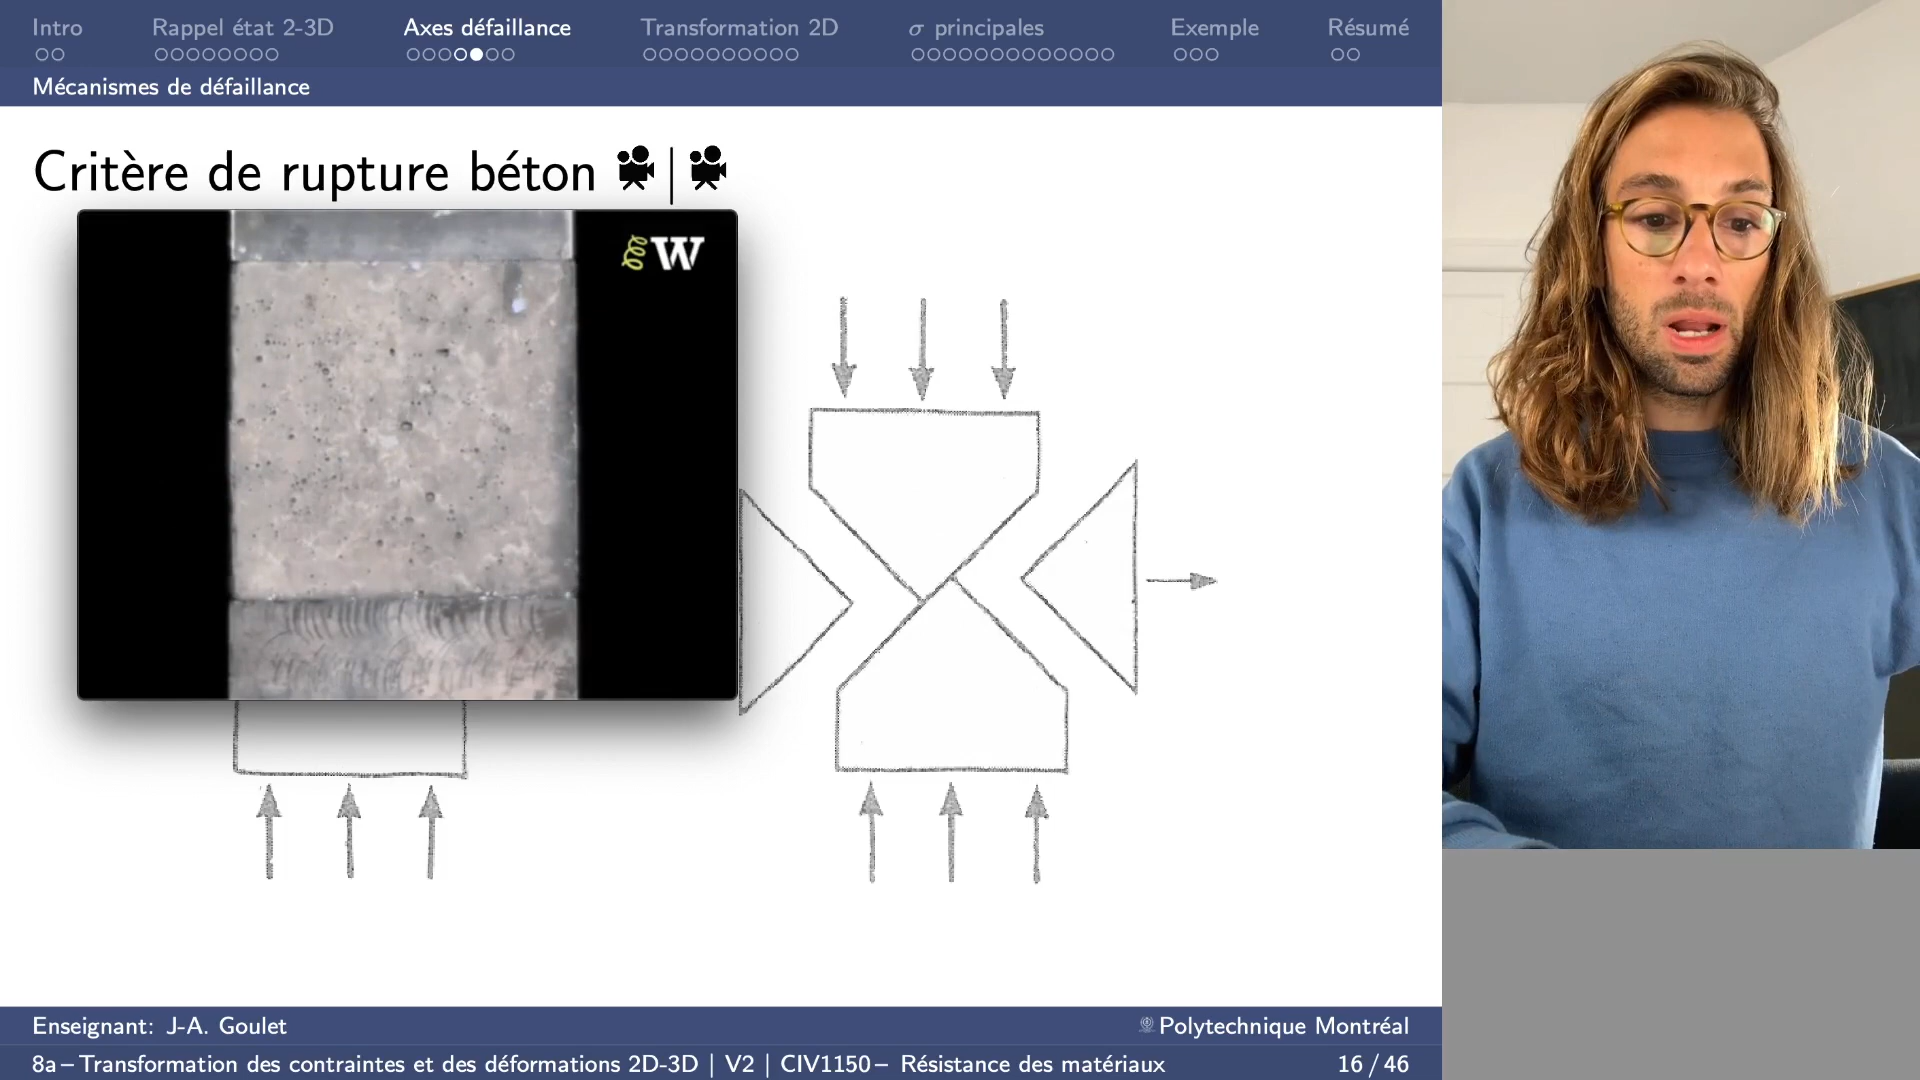 Intro
Rappel état 2-3D
Axes défaillance
Transformation 2D
σ principales
Exemple
Résumé
Mécanismes de défaillance
Critère de rupture béton
W
Enseignant: J-A. Goulet
Polytechnique Montréal
8a – Transformation des contraintes et des déformations 2D-3D | V2 | CIV1150 – Résistance des matériaux
16 / 46